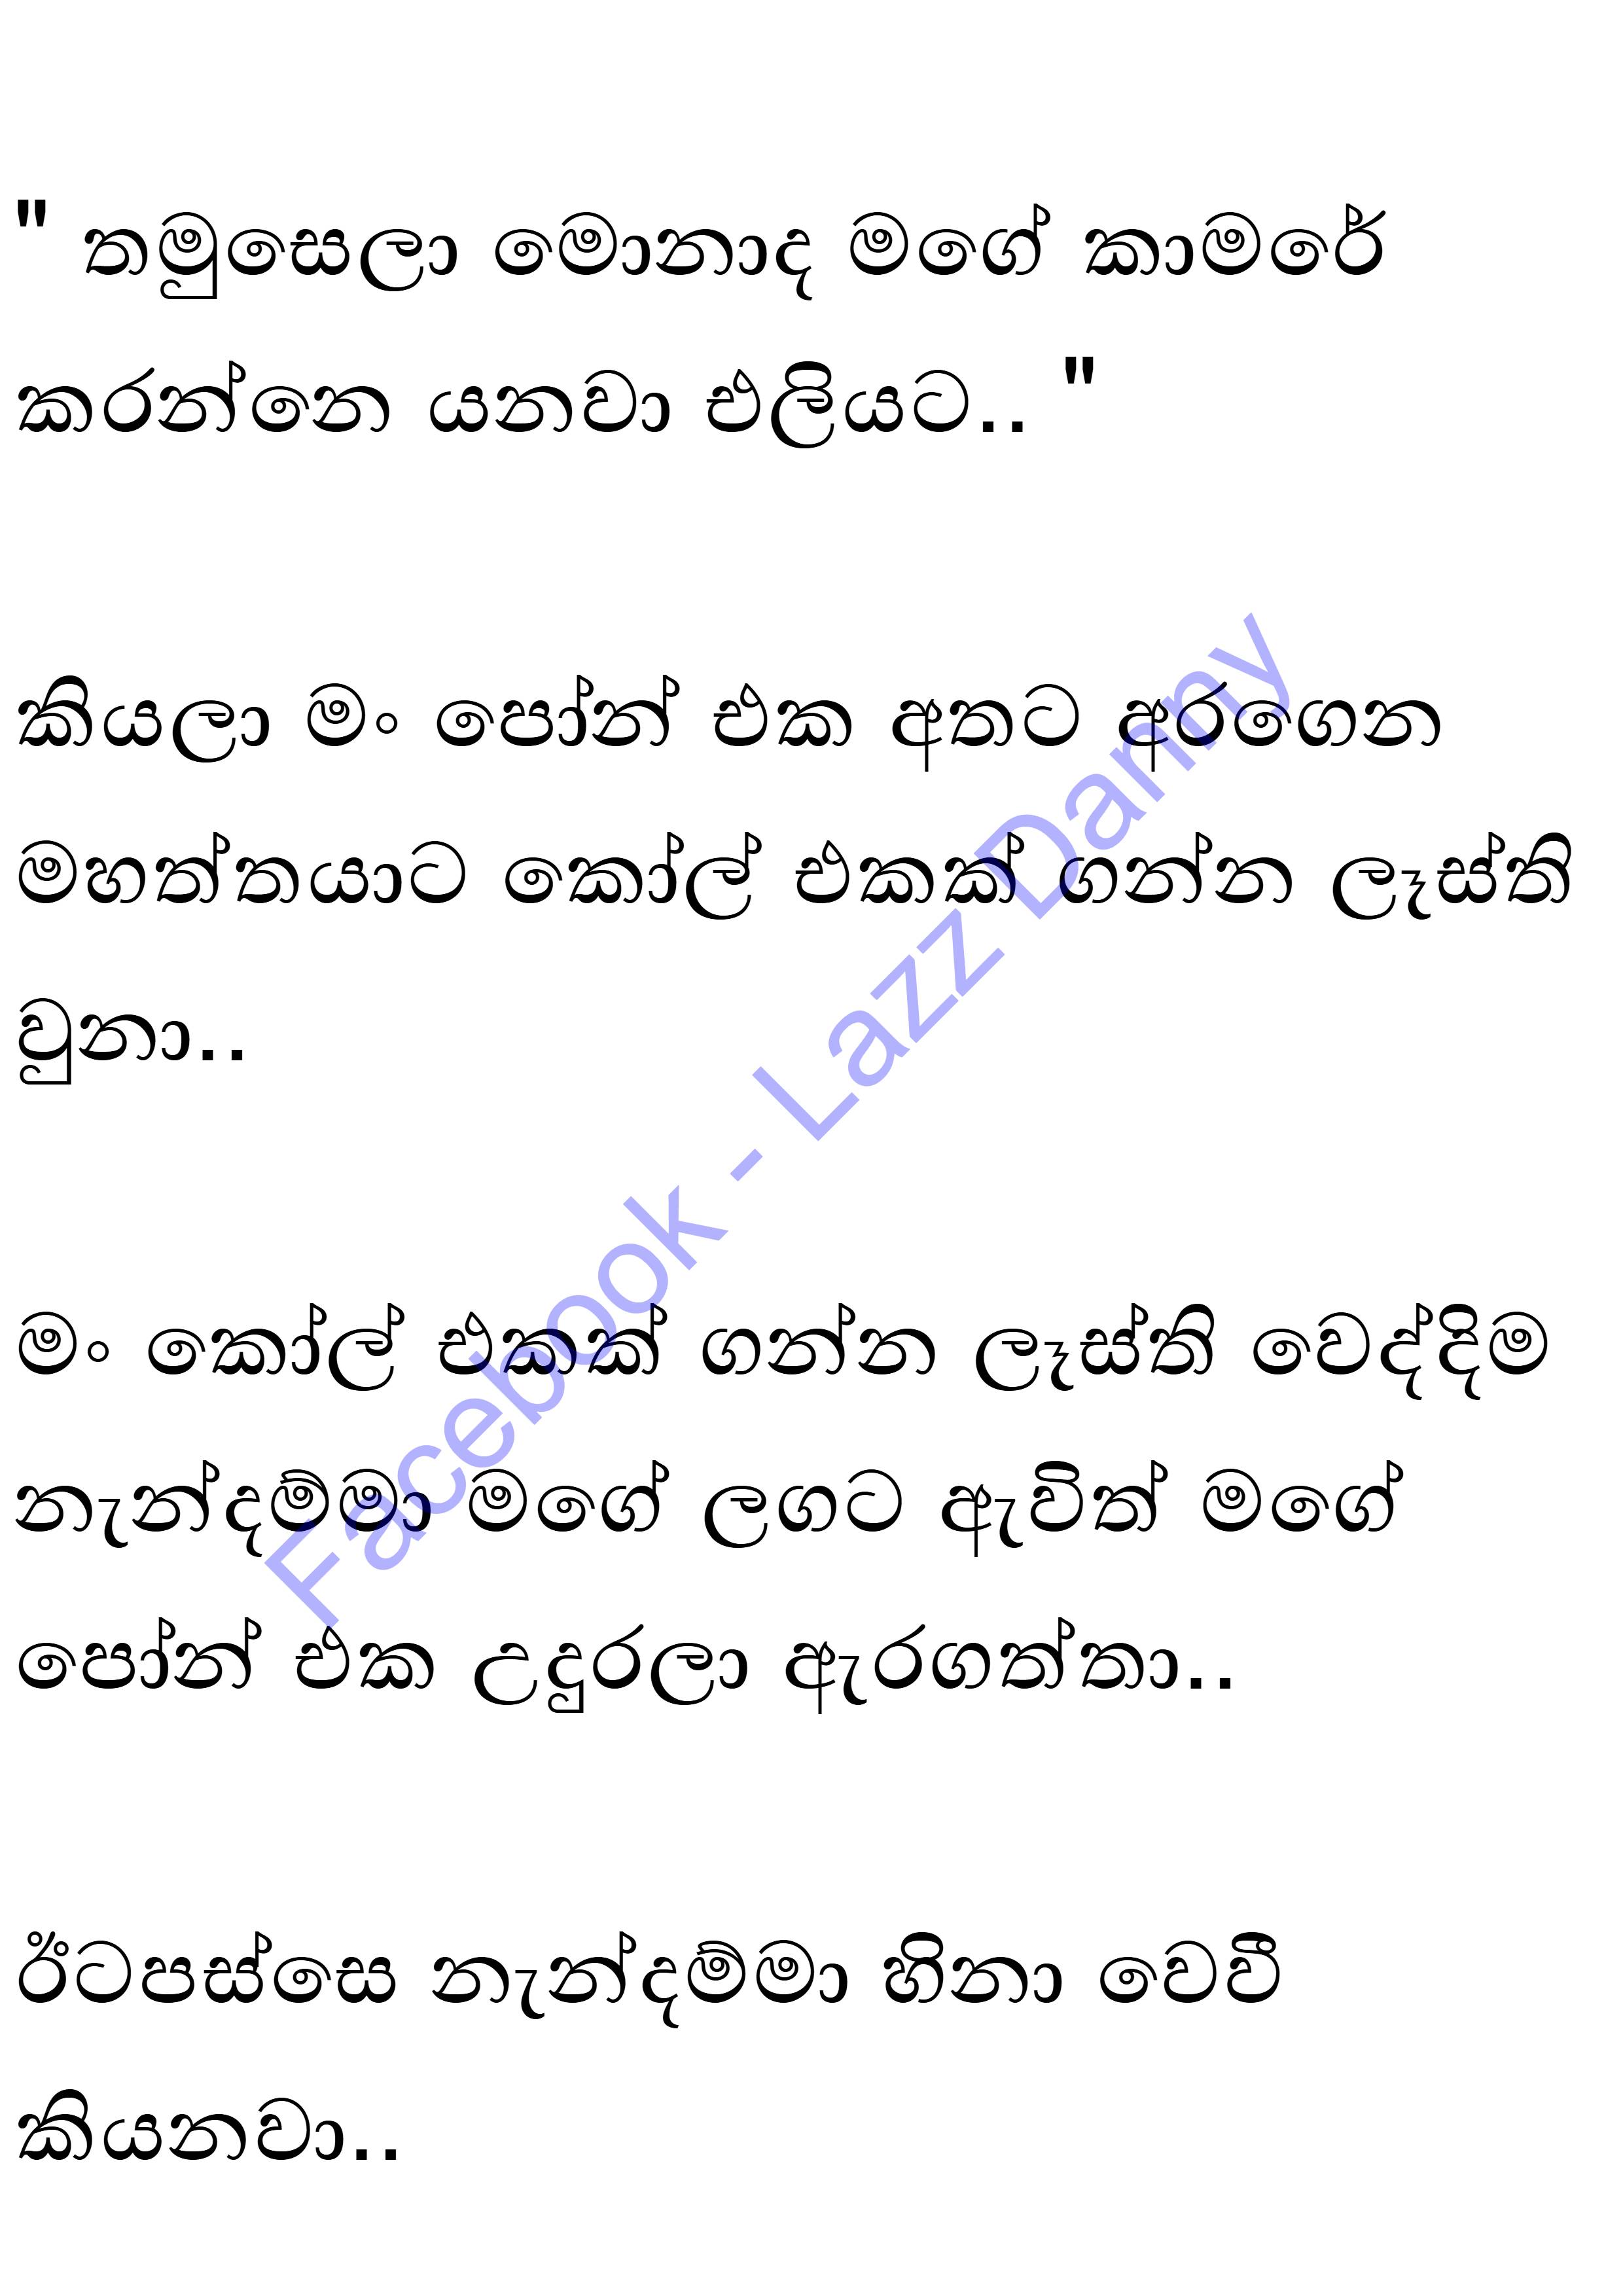 " තමුසෙලා මොනාද මගේ කාමරේ
කරන්නෙ යනවා එලියට.. "
කියලා මං පෝන් එක අතට අරගෙන
මහත්තයාට කෝල් එකක් ගන්න ලෑස්ති
වුනා..
මං කෝල් එකක් ගන්න ලෑස්ති වෙද්දිම
නැන්දම්මා මගේ ලගට ඇවිත් මගේ
පෝන් එක උදුරලා ඇරගත්තා..
ඊටපස්සෙ නැන්දම්මා හිනා වෙවී
කියනවා..
Facebook - Lazz Danny